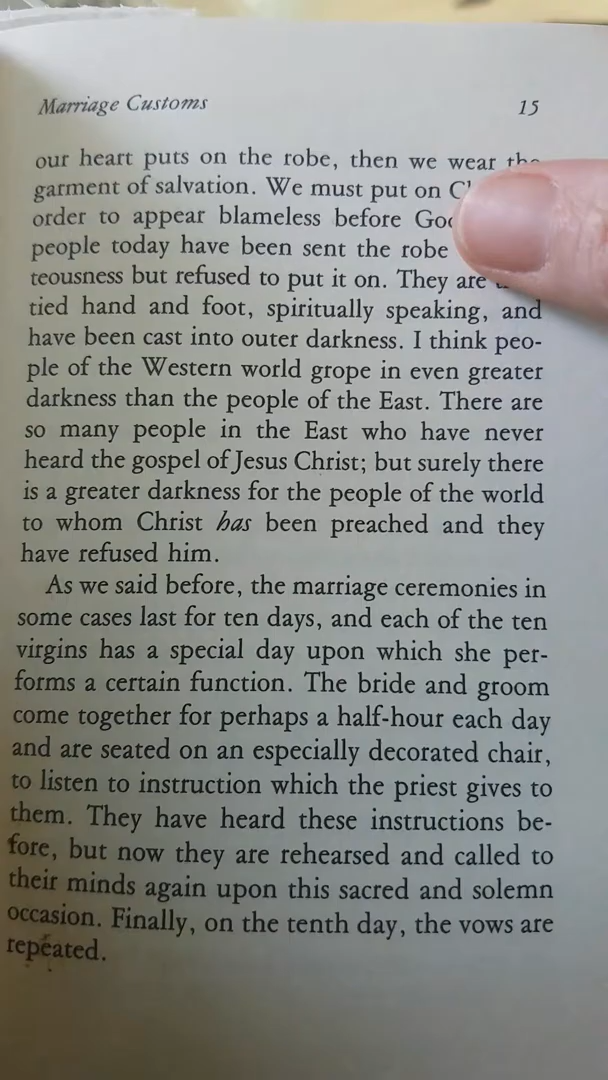 Marriage Customs 15
our heart puts on the robe, then we wear
garment of salvation. We must put on
order to appear blameless before
people today have been sent the robe
teousness but refused to put it on. They are
tied hand and foot, spiritually speaking, and
have been cast into outer darkness. I think peo-
ple of the Western world grope in even greater
darkness than the people of the East. There are
so many people in the East who have never
heard the gospel of Jesus Christ; but surely there
is a greater darkness for the people of the world
to whom Christ has been preached and they
have refused him.
As we said before, the marriage ceremonies in
some cases last for ten days, and each of the ten
virgins has a special day upon which she per-
forms a certain function. The bride and groom
come together for perhaps a half-hour each day
and are seated on an especially decorated chair,
to listen to instruction which the priest gives to
them. They have heard these instructions be-
fore, but now they are rehearsed and called to
their minds again upon this sacred and solemn
occasion. Finally, on the tenth day, the vows are
repeated.